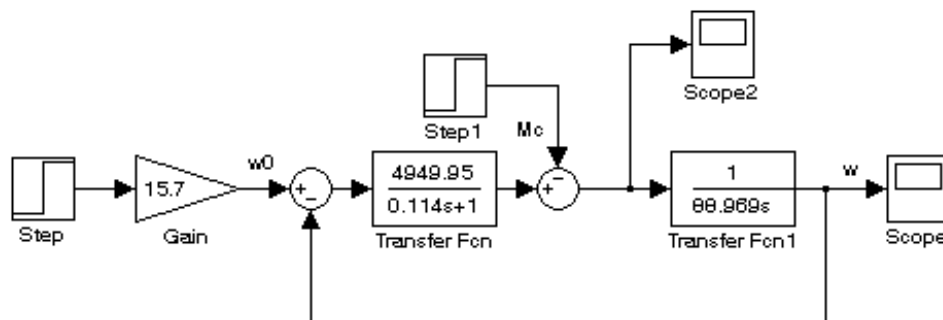 Scope2
Step1
Mc
w0
15.7
Step
Gain
+
−
4949.95
0.114s+1
Transfer Fcn
+
−
1
88.969s
Transfer Fcn1
w
Scope